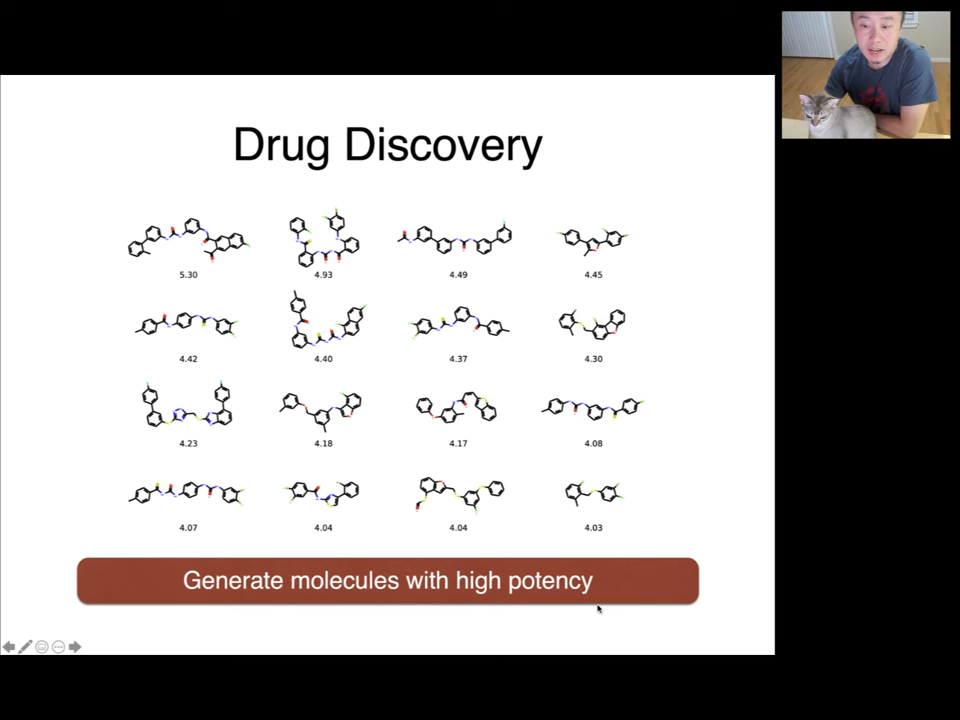 Drug Discovery
5.30 4.93 4.49 4.45
4.42 4.40 4.37 4.30
4.23 4.18 4.17 4.08
4.07 4.04 4.04 4.03
Generate molecules with high potency